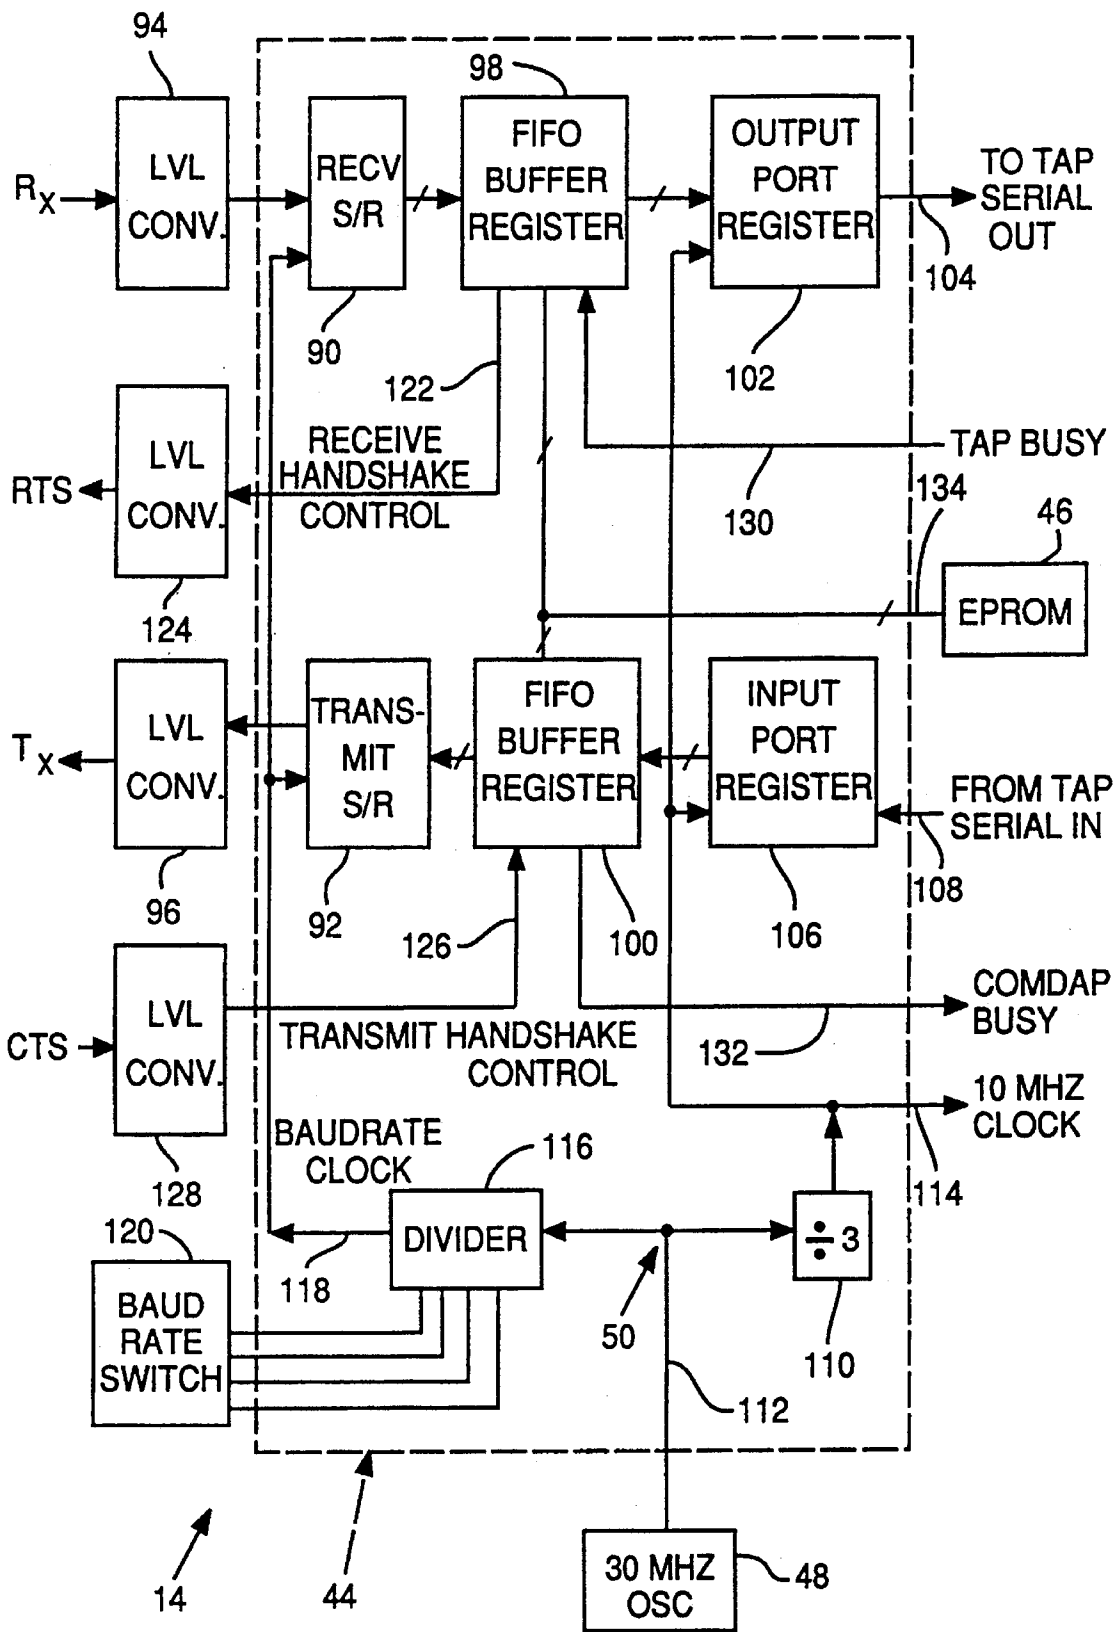 94
98
LVL
CONV.
RECV
S/R
FIFO
BUFFER
REGISTER
OUTPUT
PORT
REGISTER
TO TAP
SERIAL
OUT
RX
104
90
102
122
LVL
CONV.
RTS
RECEIVE
HANDSHAKE
CONTROL
TAP BUSY
130
134
46
EPROM
124
LVL
CONV.
TX
TRANS-
MIT
S/R
FIFO
BUFFER
REGISTER
INPUT
PORT
REGISTER
FROM TAP
SERIAL IN
108
96
92
126
100
106
LVL
CONV.
CTS
TRANSMIT HANDSHAKE
CONTROL
COMDAP
BUSY
132
10 MHZ
CLOCK
114
128
BAUDRATE
CLOCK
116
DIVIDER
÷ 3
120
118
50
110
BAUD
RATE
SWITCH
112
14
44
30 MHZ
OSC
48